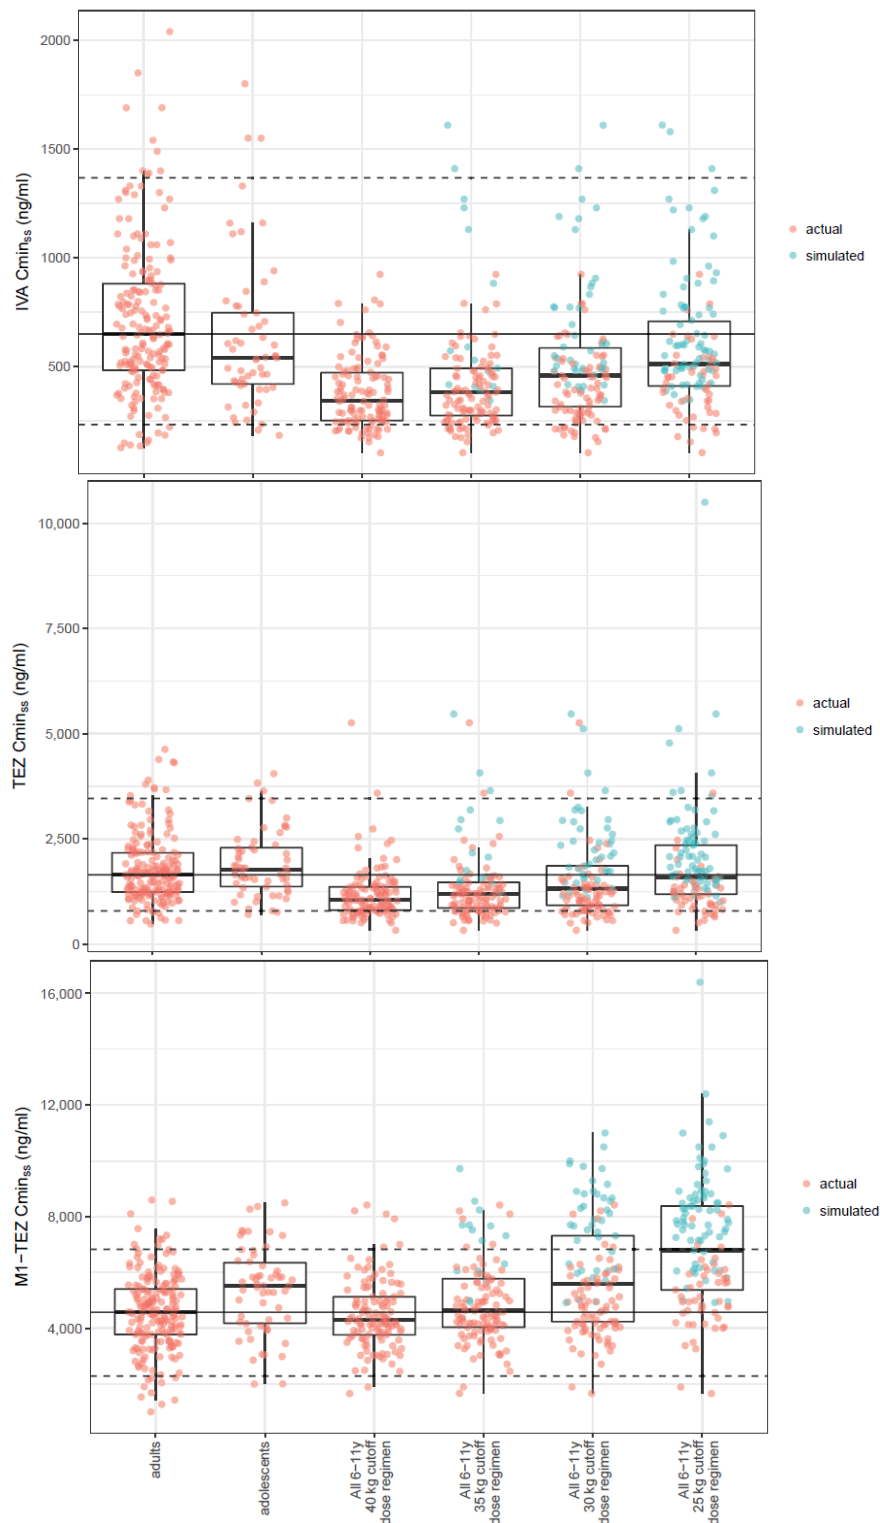 2000
1500
1000
500
IVA Cminss (ng/ml)
actual
simulated
10,000
7,500
5,000
2,500
0
TEZ Cminss (ng/ml)
actual
simulated
16,000
12,000
8,000
4,000
M1−TEZ Cminss (ng/ml)
actual
simulated
adults
adolescents
All 6−11y
40 kg cutoff
dose regimen
All 6−11y
35 kg cutoff
dose regimen
All 6−11y
30 kg cutoff
dose regimen
All 6−11y
25 kg cutoff
dose regimen